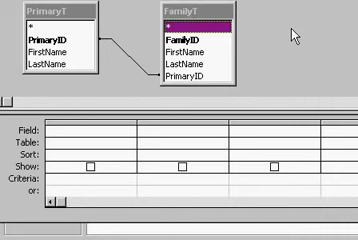 PrimaryT
*
PrimaryID
FirstName
LastName
FamilyT
*
FamilyID
FirstName
LastName
PrimaryID
Field:
Table:
Sort:
Show:
Criteria:
or: